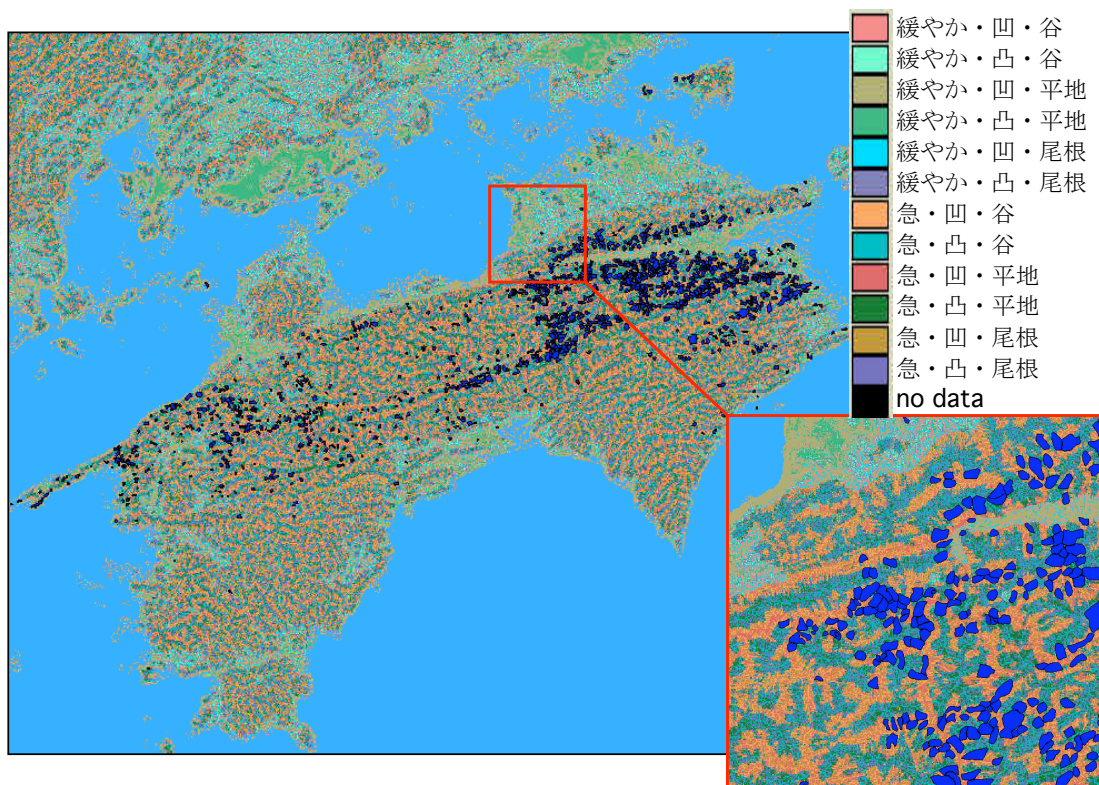 緩やか・凹・谷
緩やか・凸・谷
緩やか・凹・平地
緩やか・凸・平地
緩やか・凹・尾根
緩やか・凸・尾根
急・凹・谷
急・凸・谷
急・凹・平地
急・凸・平地
急・凹・尾根
急・凸・尾根
no data